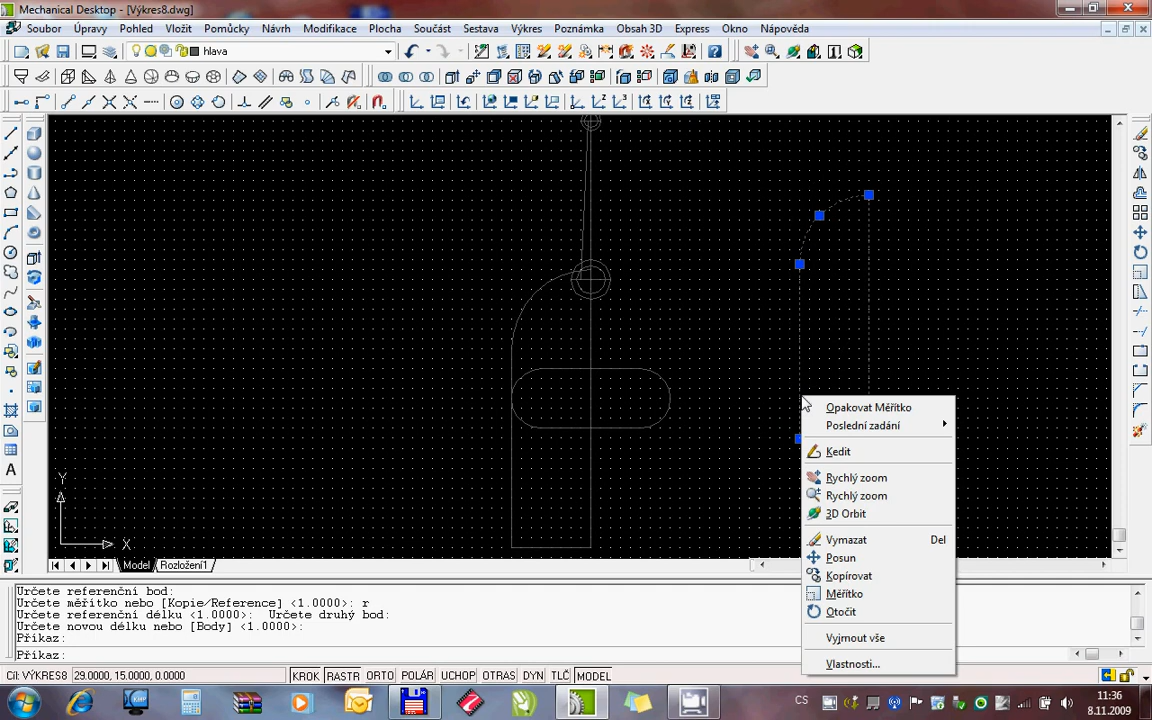 Mechanical Desktop - [Výkres8.dwg]
Soubor Úpravy Pohled Vložit Pomůcky Návrh Modifikace Plocha Součást Sestava Výkres Poznámka Obsah 3D Express Okno Nápověda
hlava
A
Y
X
Opakovat Měřítko
Poslední zadání
Kedit
Rychlý zoom
Rychlý zoom
3D Orbit
Vymazat Del
Posun
Kopírovat
Měřítko
Otočit
Vyjmout vše
Vlastnosti...
Model Rozložení1
Určete referenční bod:
Určete měřítko nebo [Kopie/Reference] <1.0000>: r
Určete referenční délku <1.0000>: Určete druhý bod:
Určete novou délku nebo [Body] <1.0000>:
Příkaz:
Příkaz:
Cíl: VÝKRES8 29.0000, 15.0000, 0.0000 KROK RASTR ORTO POLÁR UCHOP OTRAS DYN TLČ MODEL
CS 11:36
8.11.2009